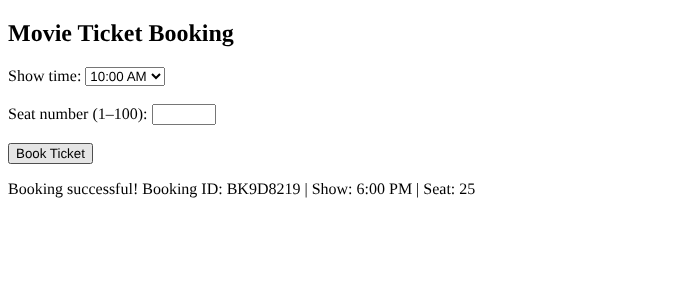 Movie Ticket Booking
Show time: 10:00 AM
Seat number (1–100):
Book Ticket
Booking successful! Booking ID: BK9D8219 | Show: 6:00 PM | Seat: 25